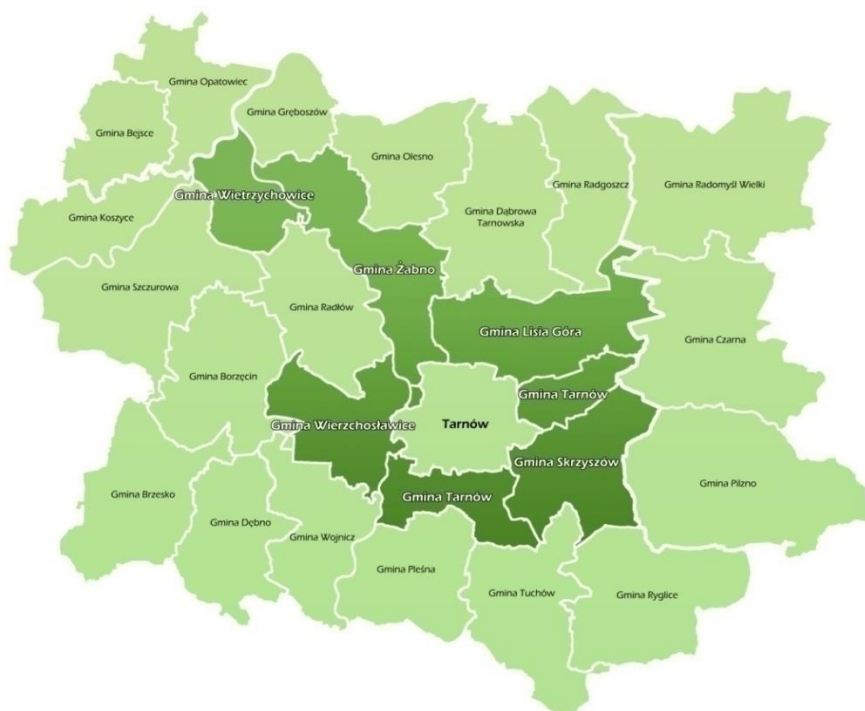 Gmina Opatowiec
Gmina Gręboszów
Gmina Bejsce
Gmina Olesno
Gmina Radgoszcz
Gmina Radomyśl Wielki
Gmina Wietrzychowice
Gmina Koszyce
Gmina Dąbrowa
Tarnowska
Gmina Żabno
Gmina Szczurowa
Gmina Radłów
Gmina Lisia Góra
Gmina Czarna
Gmina Borzęcin
Gmina Tarnów
Gmina Wierzchosławice
Tarnów
Gmina Skrzyszów
Gmina Pilzno
Gmina Brzesko
Gmina Tarnów
Gmina Dębno
Gmina Wojnicz
Gmina Pleśna
Gmina Tuchów
Gmina Ryglice